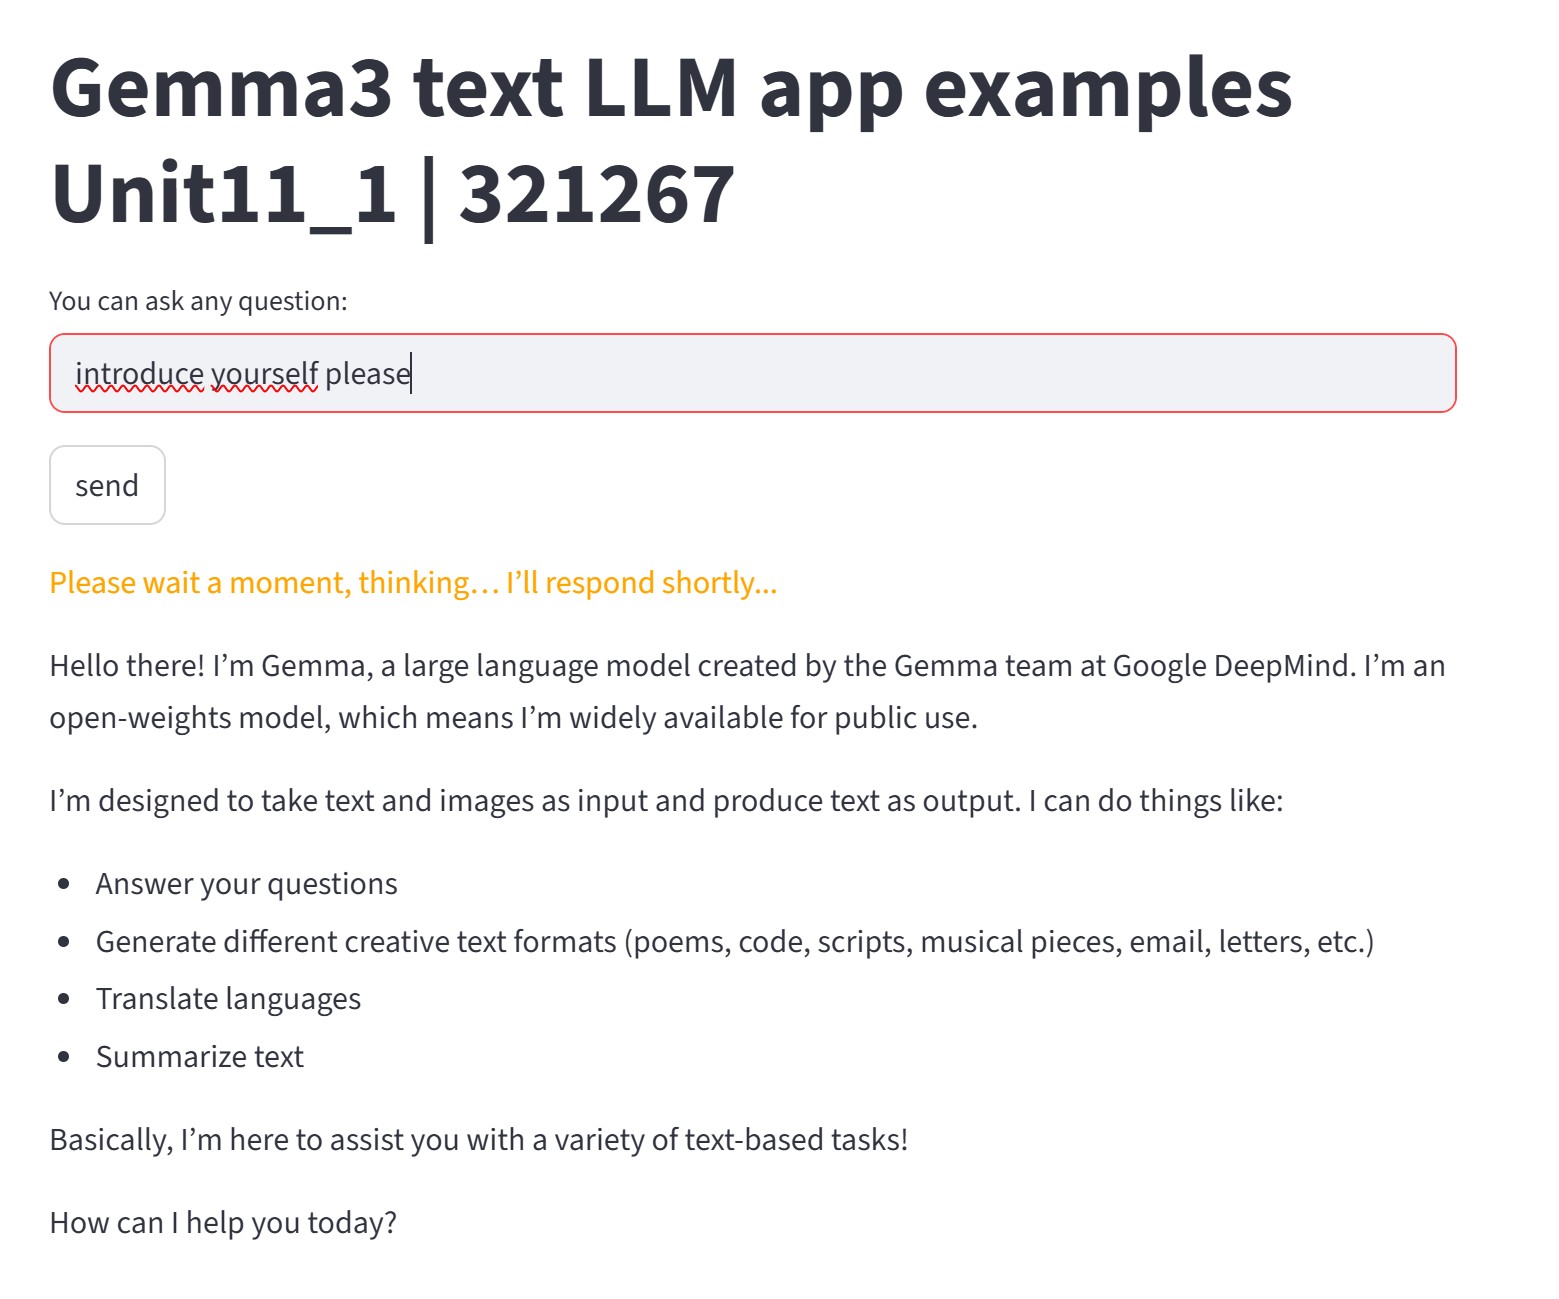 Gemma3 text LLM app examples
Unit11_1 | 321267
You can ask any question:
introduce yourself please
send
Please wait a moment, thinking… I’ll respond shortly...
Hello there! I’m Gemma, a large language model created by the Gemma team at Google DeepMind. I’m an
open-weights model, which means I’m widely available for public use.
I’m designed to take text and images as input and produce text as output. I can do things like:
• Answer your questions
• Generate different creative text formats (poems, code, scripts, musical pieces, email, letters, etc.)
• Translate languages
• Summarize text
Basically, I’m here to assist you with a variety of text-based tasks!
How can I help you today?